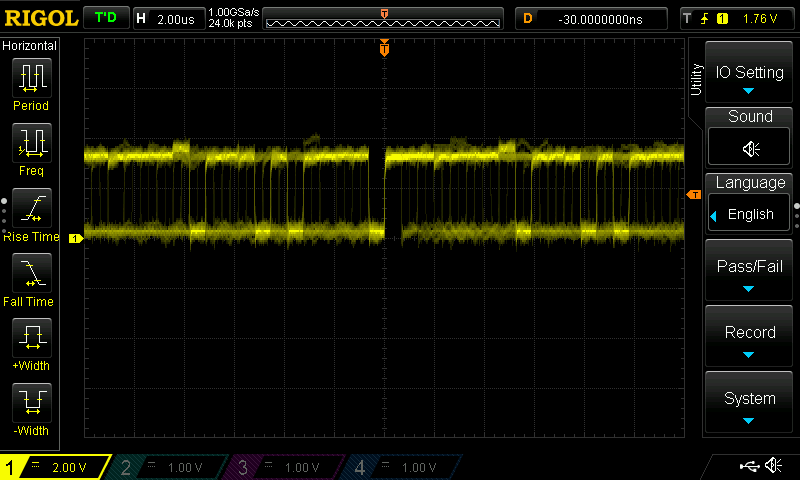 RIGOL T'D H 2.00us 1.00GSa/s 24.0k pts T D -30.0000000ns T 1 1.76 V
Horizontal
Period
Freq
Rise Time
Fall Time
+Width
-Width
T
T
1
Utility
IO Setting
Sound
Language
English
Pass/Fail
Record
System
1 2.00 V 2 1.00 V 3 1.00 V 4 1.00 V